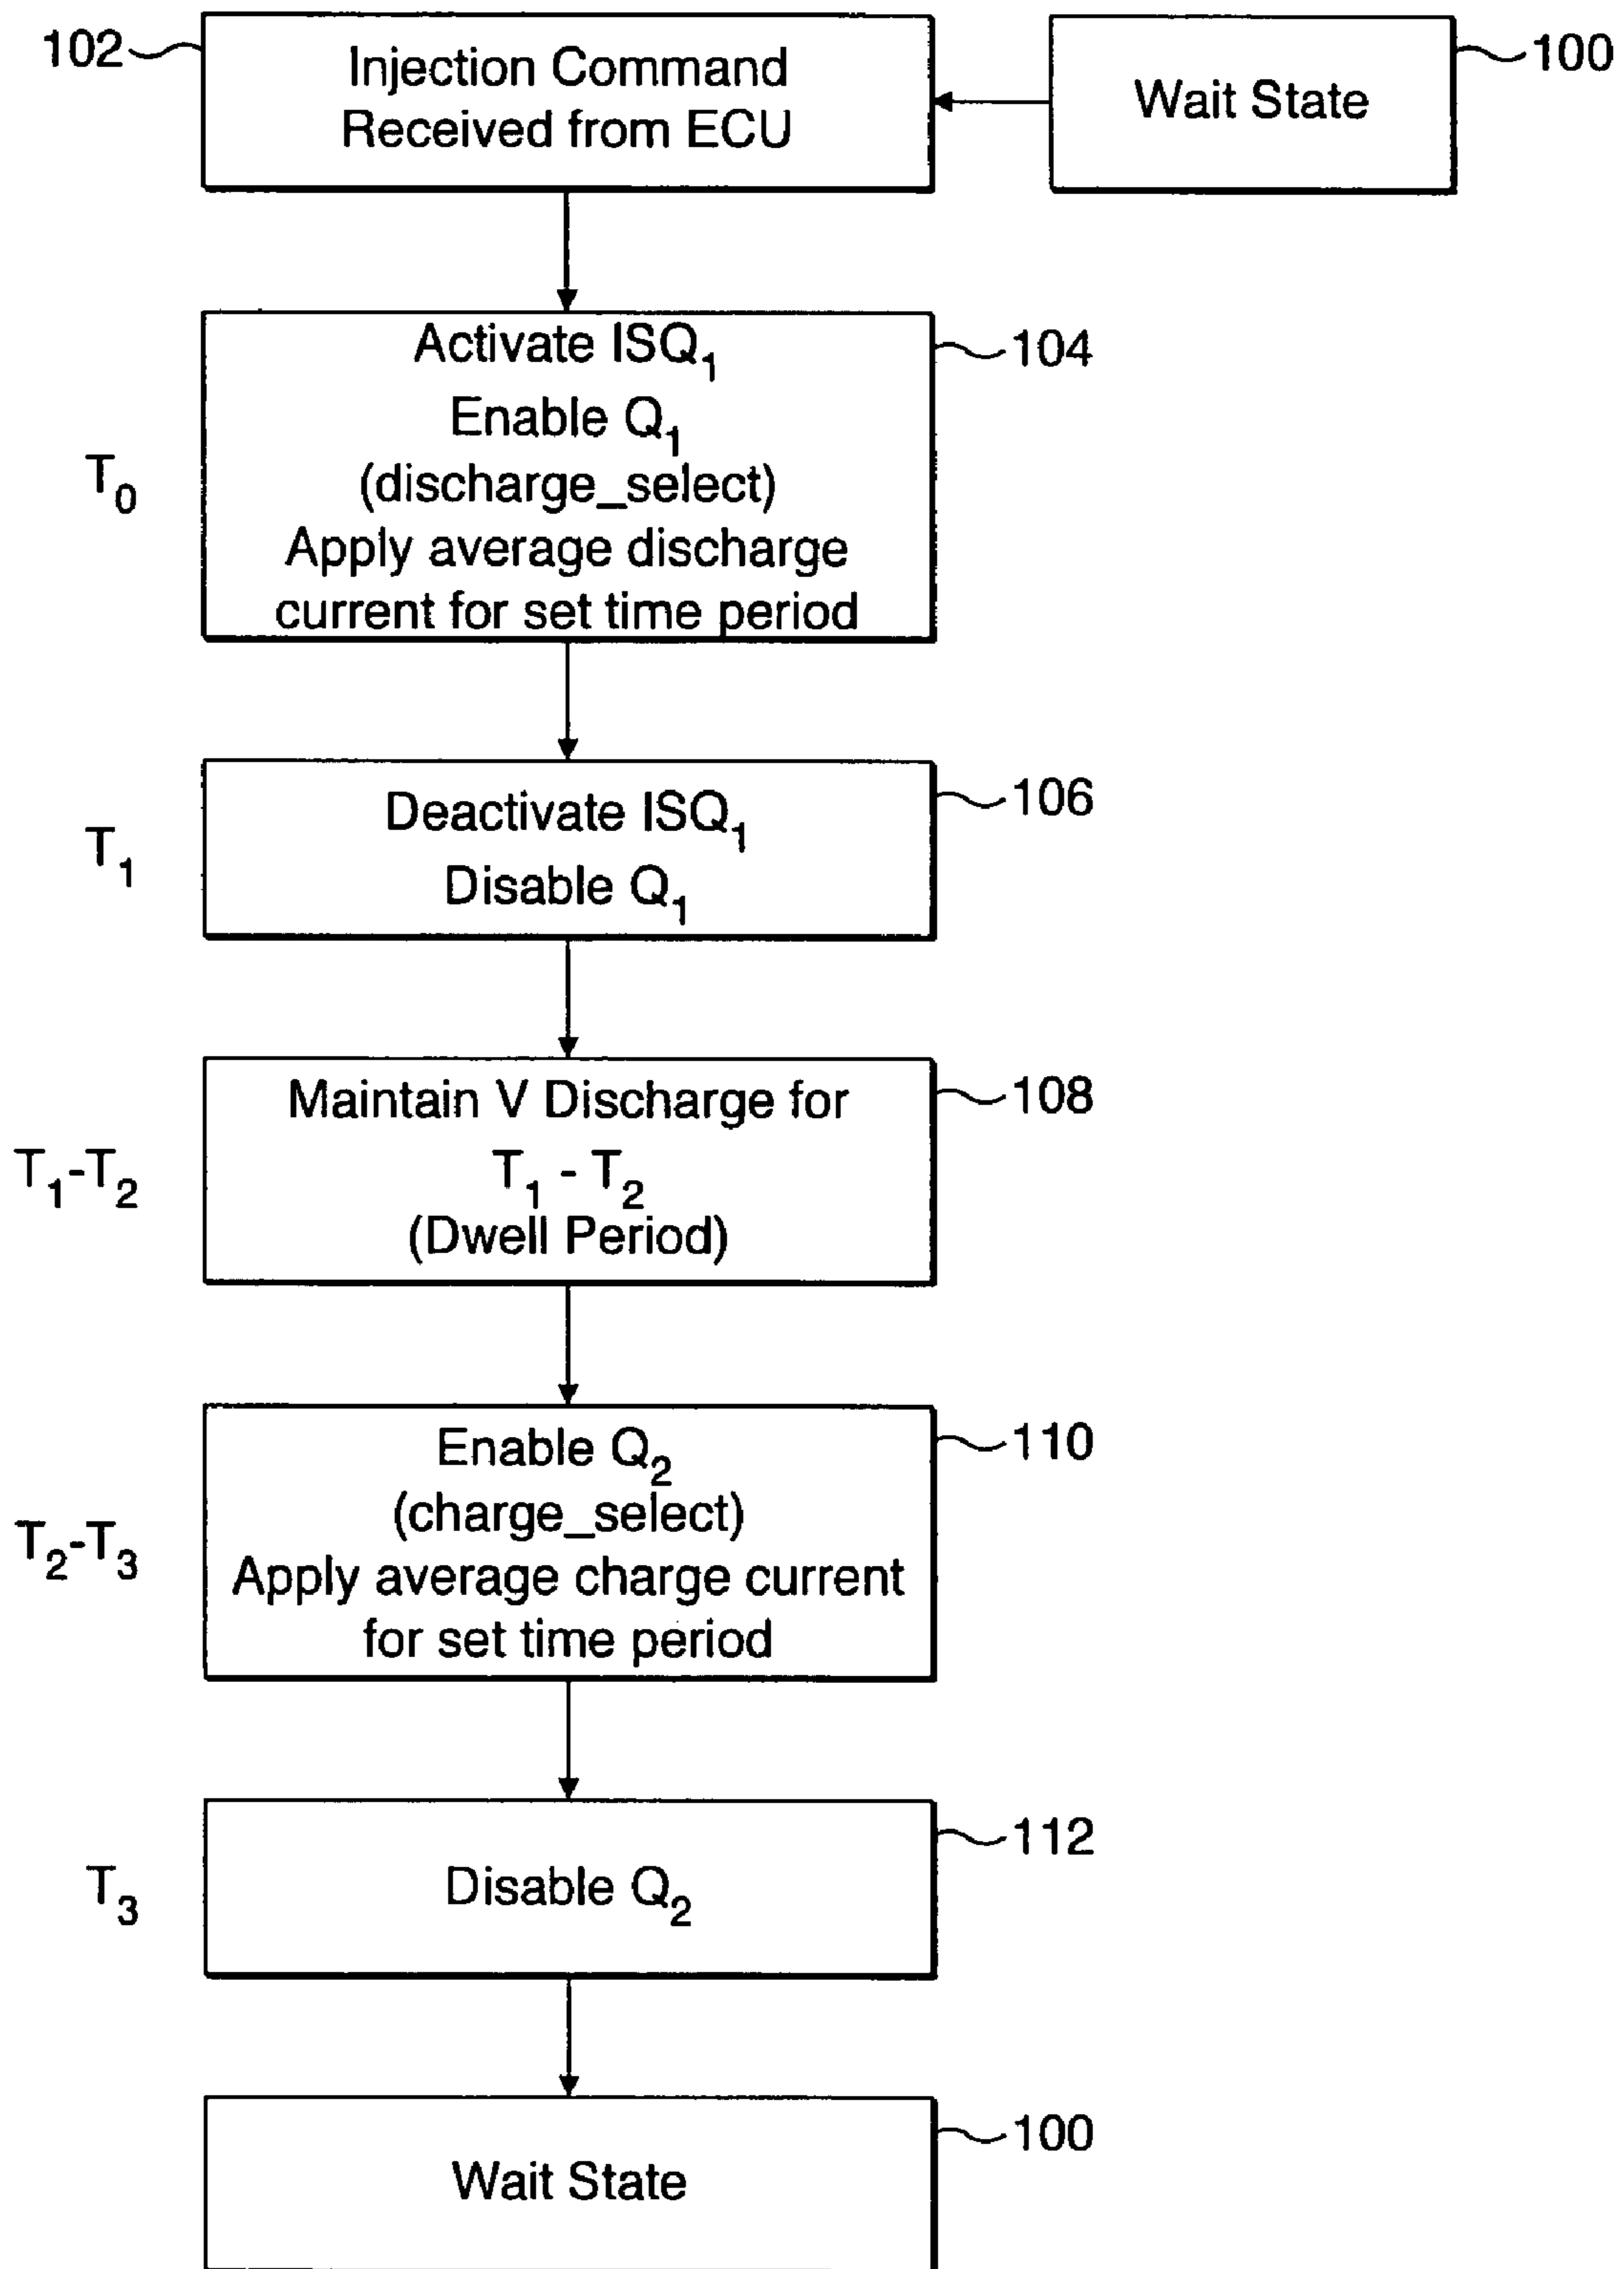 102
Injection Command
Received from ECU
Wait State
100
T0
Activate ISQ1
Enable Q1
(discharge_select)
Apply average discharge
current for set time period
104
T1
Deactivate ISQ1
Disable Q1
106
T1-T2
Maintain V Discharge for
T1 - T2
(Dwell Period)
108
T2-T3
Enable Q2
(charge_select)
Apply average charge current
for set time period
110
T3
Disable Q2
112
Wait State
100